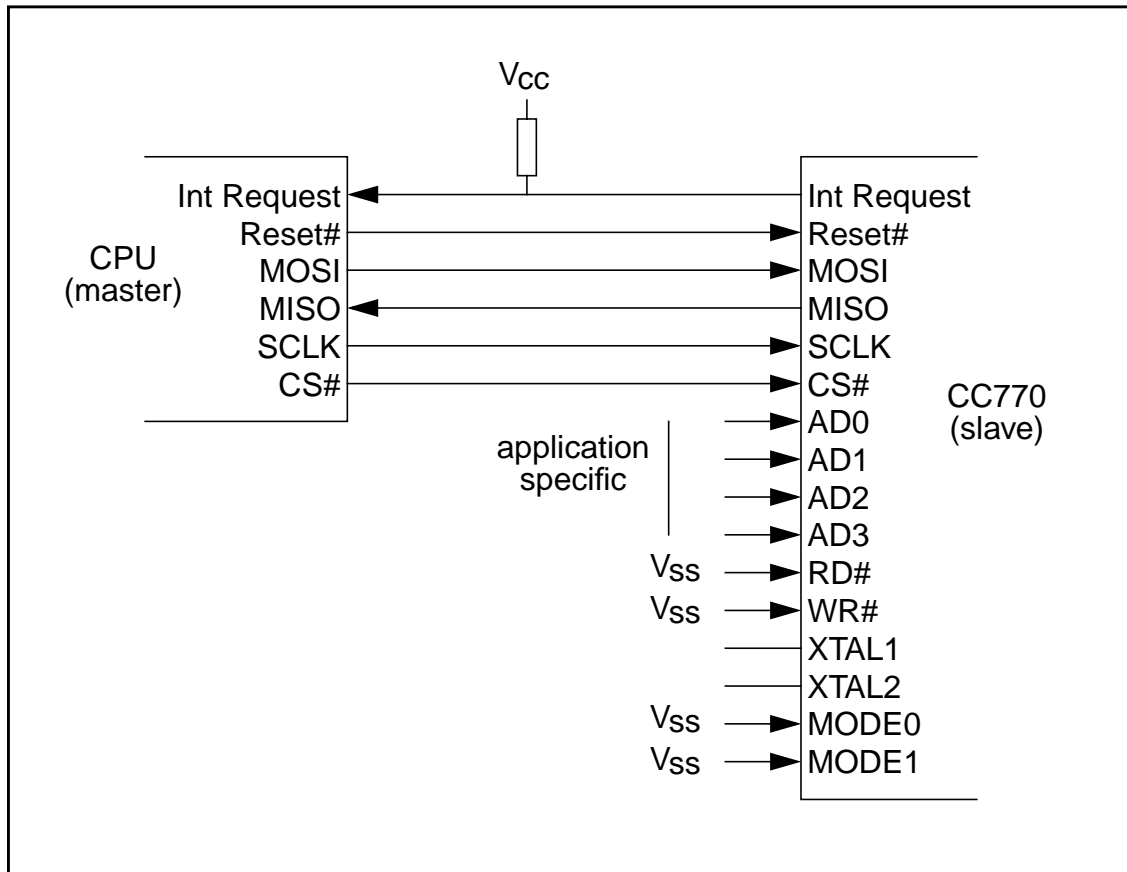 Vcc
Int Request
Reset#
MOSI
MISO
SCLK
CS#
CPU
(master)
Int Request
Reset#
MOSI
MISO
SCLK
CS#
AD0
AD1
AD2
AD3
RD#
WR#
XTAL1
XTAL2
MODE0
MODE1
CC770
(slave)
application
specific
Vss
Vss
Vss
Vss